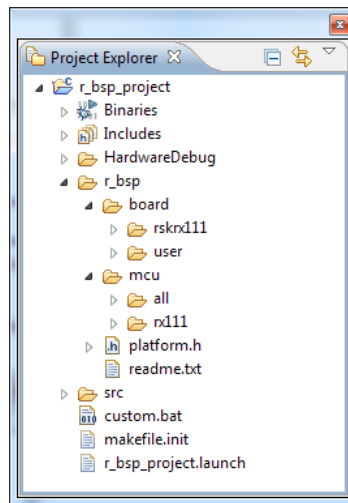 Project Explorer
r_bsp_project
Binaries
Includes
HardwareDebug
r_bsp
board
rskrx111
user
mcu
all
rx111
platform.h
readme.txt
src
custom.bat
makefile.init
r_bsp_project.launch